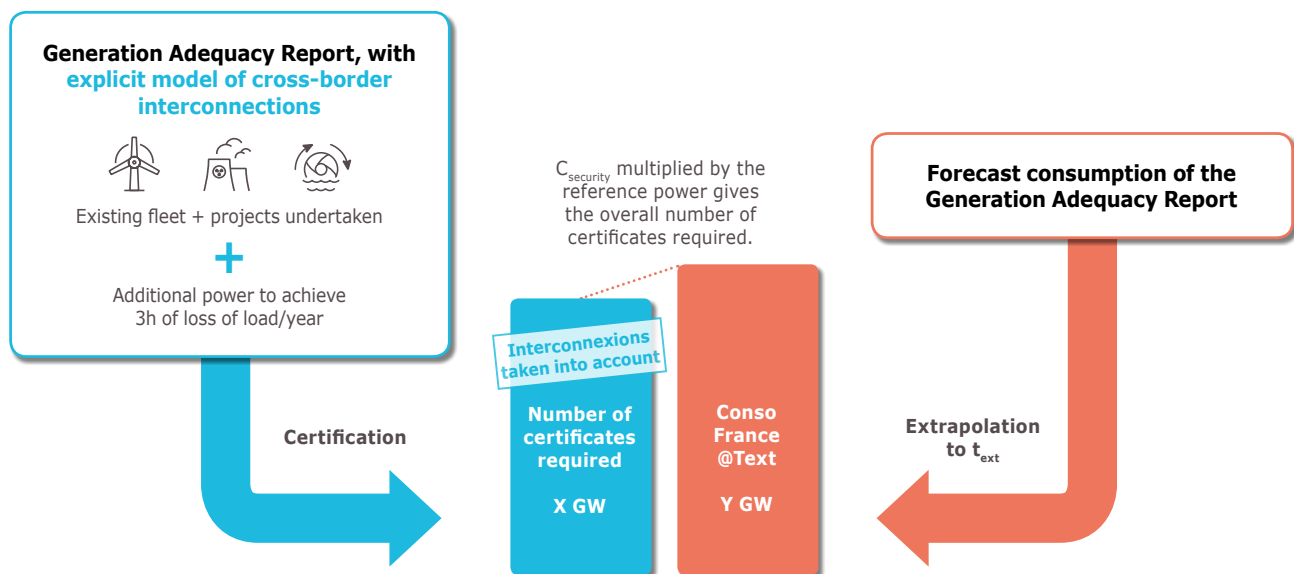 Generation Adequacy Report, with
explicit model of cross-border
interconnections
Existing fleet + projects undertaken
+
Additional power to achieve
3h of loss of load/year
Certification
C_security multiplied by the
reference power gives
the overall number of
certificates required.
Interconnexions
taken into account
Number of
certificates
required
X GW
Conso
France
@Text
Y GW
Forecast consumption of the
Generation Adequacy Report
Extrapolation
to t_ext